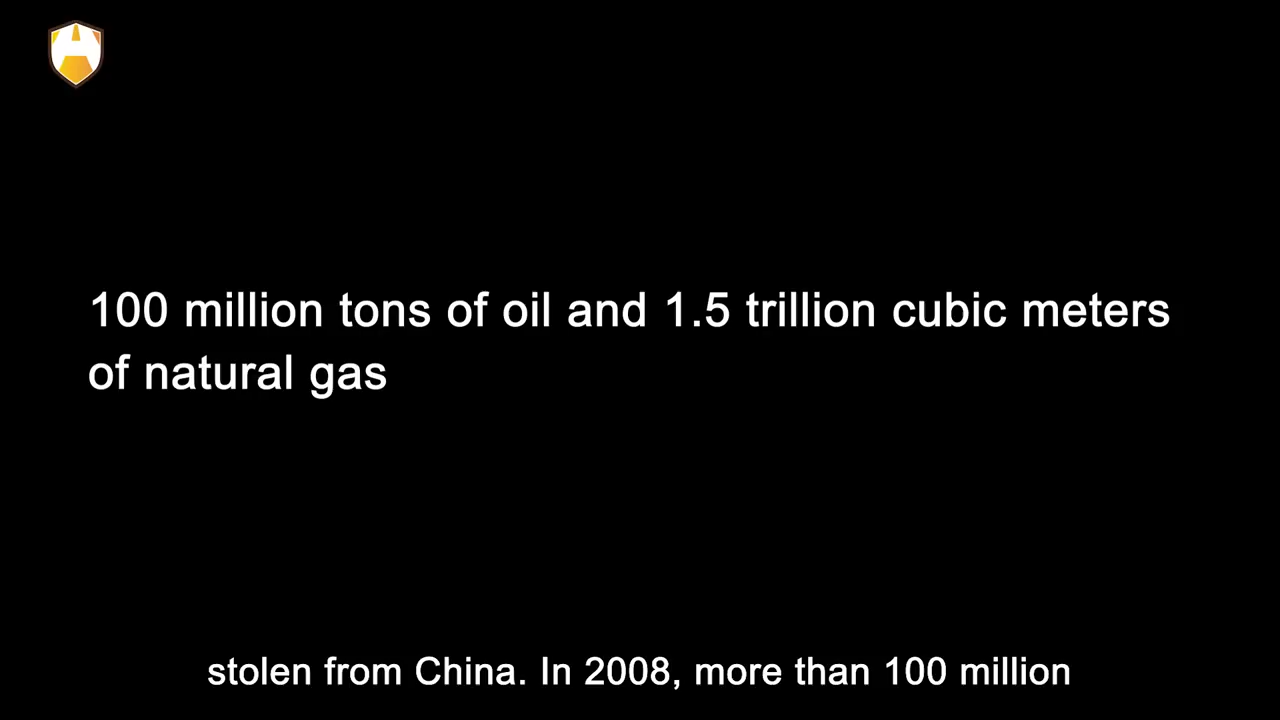 100 million tons of oil and 1.5 trillion cubic meters
of natural gas
stolen from China. In 2008, more than 100 million